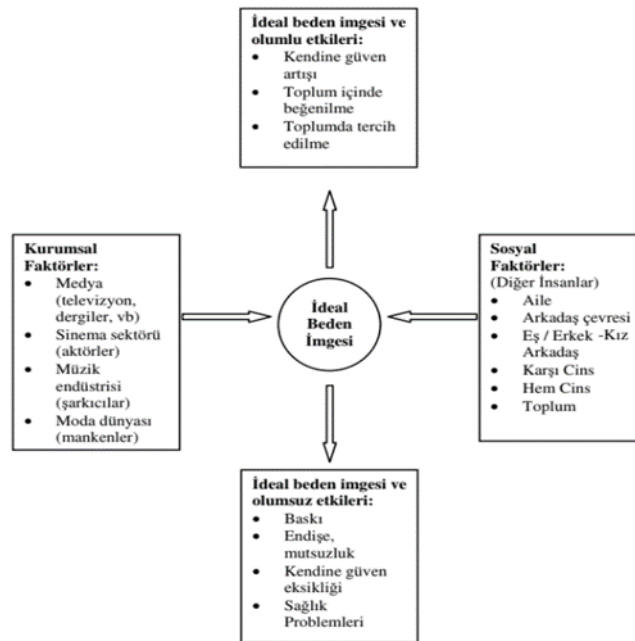 İdeal beden imgesi ve
olumlu etkileri:
• Kendine güven
artışı
• Toplum içinde
beğenilme
• Toplumda tercih
edilme
Kurumsal
Faktörler:
• Medya
(televizyon,
dergiler, vb)
• Sinema sektörü
(aktörler)
• Müzik
endüstrisi
(şarkıcılar)
• Moda dünyası
(mankenler)
İdeal
Beden
İmgesi
Sosyal
Faktörler:
(Diğer İnsanlar)
• Aile
• Arkadaş çevresi
• Eş / Erkek -Kız
Arkadaş
• Karşı Cins
• Hem Cins
• Toplum
İdeal beden imgesi ve
olumsuz etkileri:
• Baskı
• Endişe,
mutsuzluk
• Kendine güven
eksikliği
• Sağlık
Problemleri